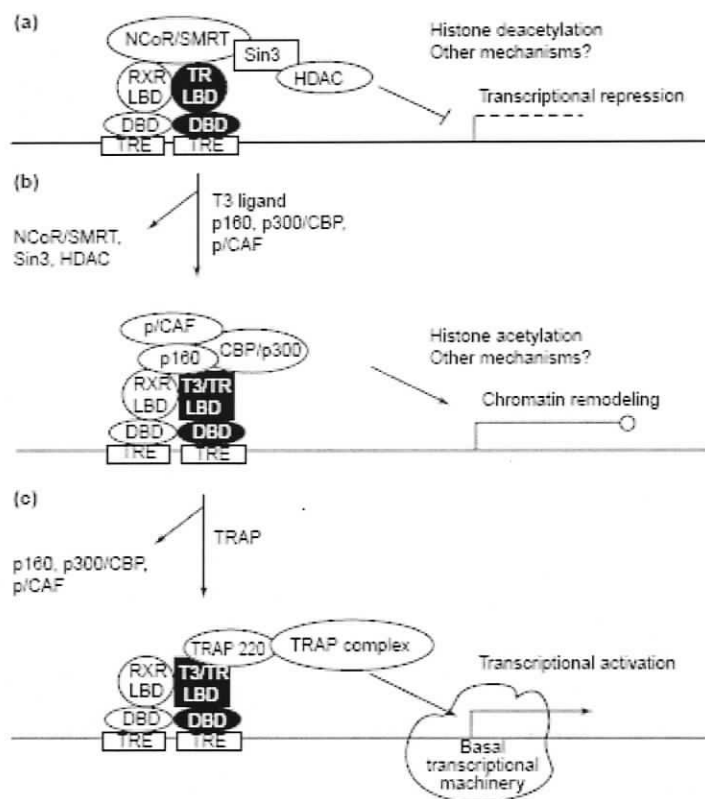 (a)
NCoR/SMRT
Sin3
HDAC
Histone deacetylation
Other mechanisms?
Transcriptional repression
RXR
LBD
TR
LBD
DBD
DBD
TRE
TRE
(b)
T3 ligand
p160, p300/CBP,
p/CAF
NCoR/SMRT,
Sin3, HDAC
p/CAF
p160
CBP/p300
Histone acetylation
Other mechanisms?
Chromatin remodeling
RXR
LBD
T3/TR
LBD
DBD
DBD
TRE
TRE
(c)
TRAP
p160, p300/CBP,
p/CAF
TRAP 220
TRAP complex
Transcriptional activation
RXR
LBD
T3/TR
LBD
DBD
DBD
TRE
TRE
Basal
transcriptional
machinery